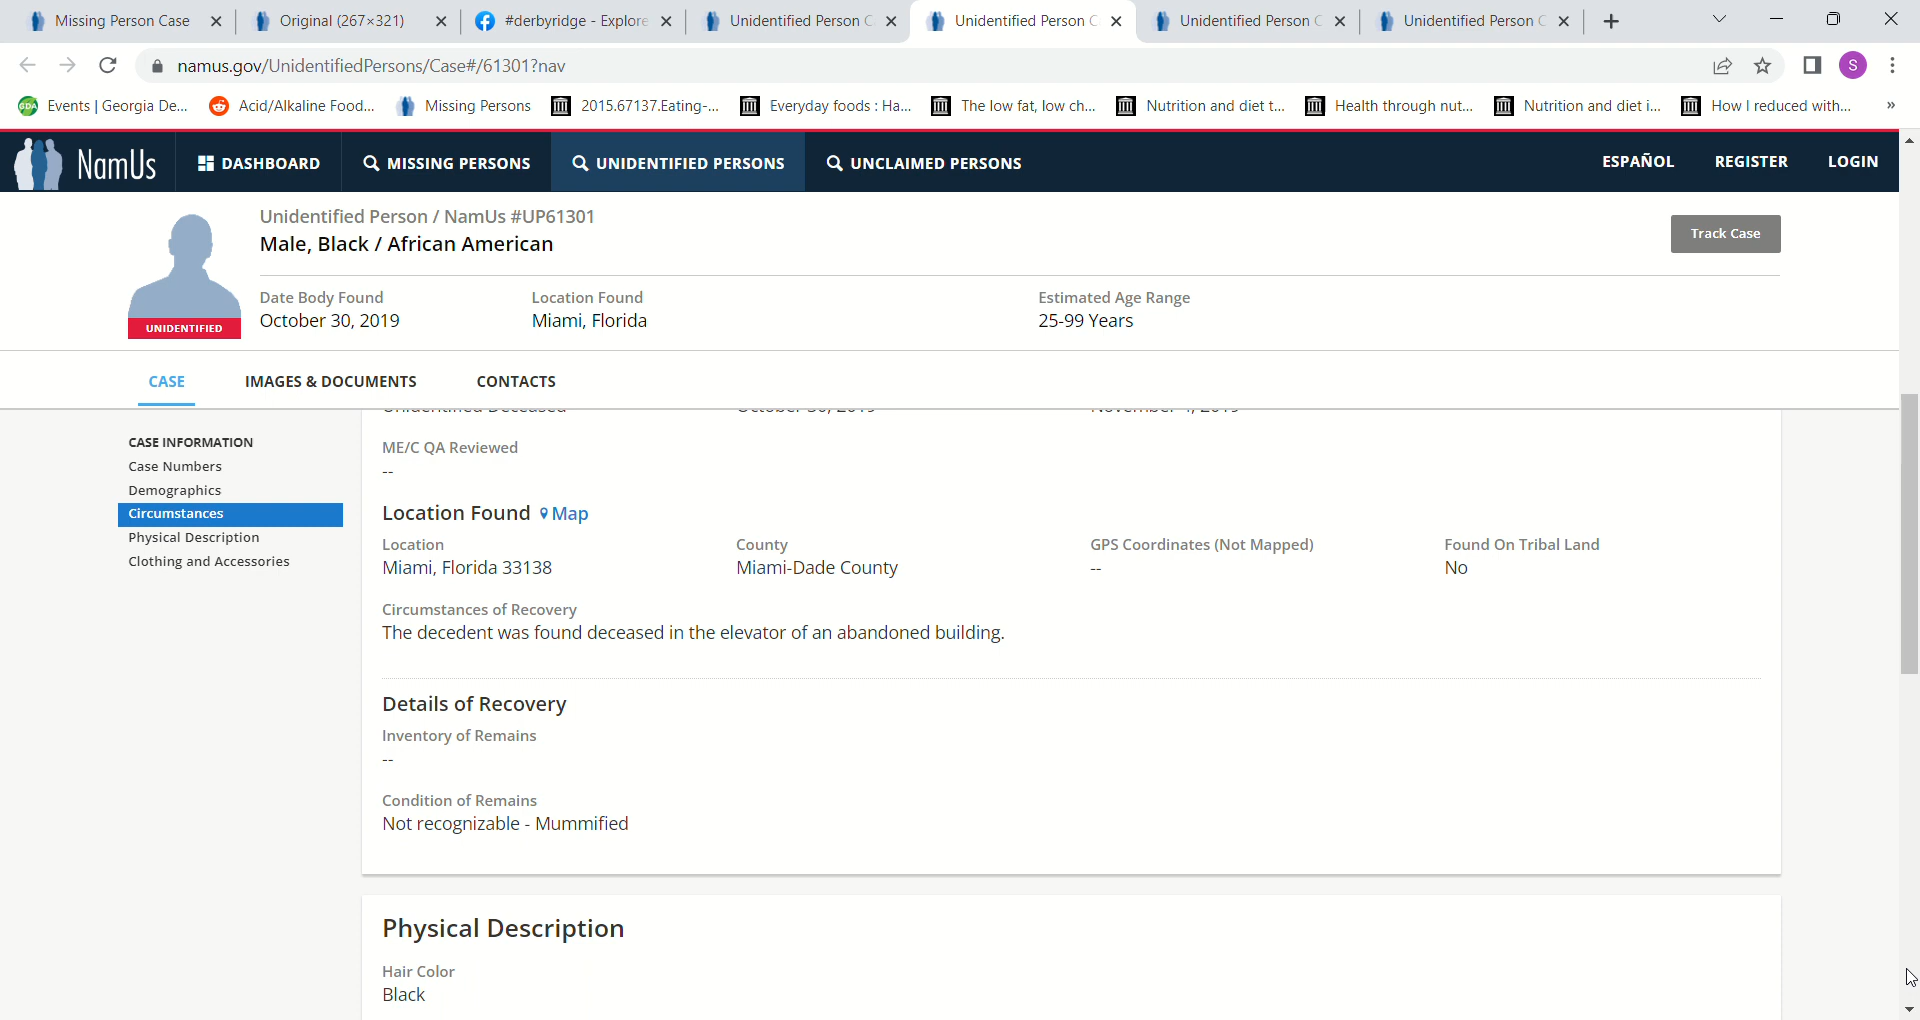 Missing Person Case
Original (267×321)
#derbyridge - Explore
Unidentified Person C
Unidentified Person C
Unidentified Person C
Unidentified Person C
namus.gov/UnidentifiedPersons/Case#/61301?nav
S
GDA
Events | Georgia De...
Acid/Alkaline Food...
Missing Persons
2015.67137.Eating-...
Everyday foods : Ha...
The low fat, low ch...
Nutrition and diet t...
Health through nut...
Nutrition and diet i...
How I reduced with...
»
NamUs
DASHBOARD
MISSING PERSONS
UNIDENTIFIED PERSONS
UNCLAIMED PERSONS
ESPAÑOL
REGISTER
LOGIN
Unidentified Person / NamUs #UP61301
Male, Black / African American
Track Case
UNIDENTIFIED
Date Body Found
October 30, 2019
Location Found
Miami, Florida
Estimated Age Range
25-99 Years
CASE
IMAGES & DOCUMENTS
CONTACTS
CASE INFORMATION
Case Numbers
Demographics
Circumstances
Physical Description
Clothing and Accessories
ME/C QA Reviewed
--
Location Found
Map
Location
Miami, Florida 33138
County
Miami-Dade County
GPS Coordinates (Not Mapped)
--
Found On Tribal Land
No
Circumstances of Recovery
The decedent was found deceased in the elevator of an abandoned building.
Details of Recovery
Inventory of Remains
--
Condition of Remains
Not recognizable - Mummified
Physical Description
Hair Color
Black